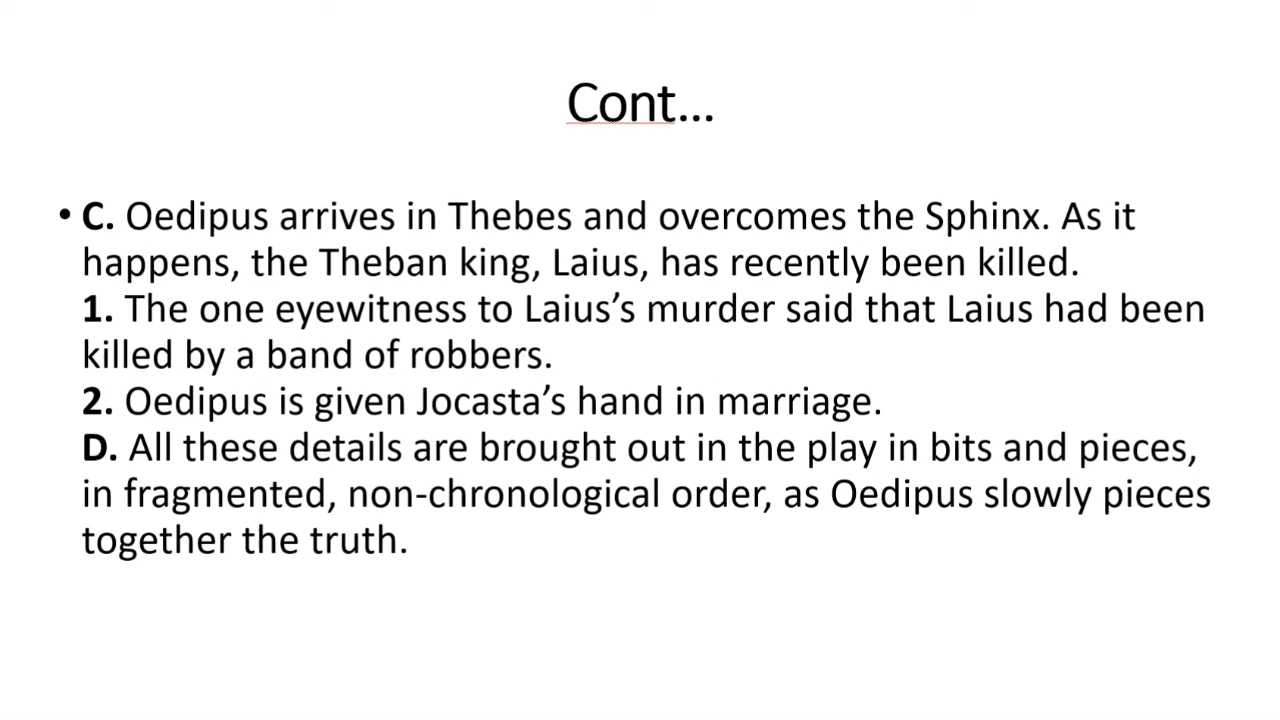 Cont...
• C. Oedipus arrives in Thebes and overcomes the Sphinx. As it
happens, the Theban king, Laius, has recently been killed.
1. The one eyewitness to Laius’s murder said that Laius had been
killed by a band of robbers.
2. Oedipus is given Jocasta’s hand in marriage.
D. All these details are brought out in the play in bits and pieces,
in fragmented, non-chronological order, as Oedipus slowly pieces
together the truth.